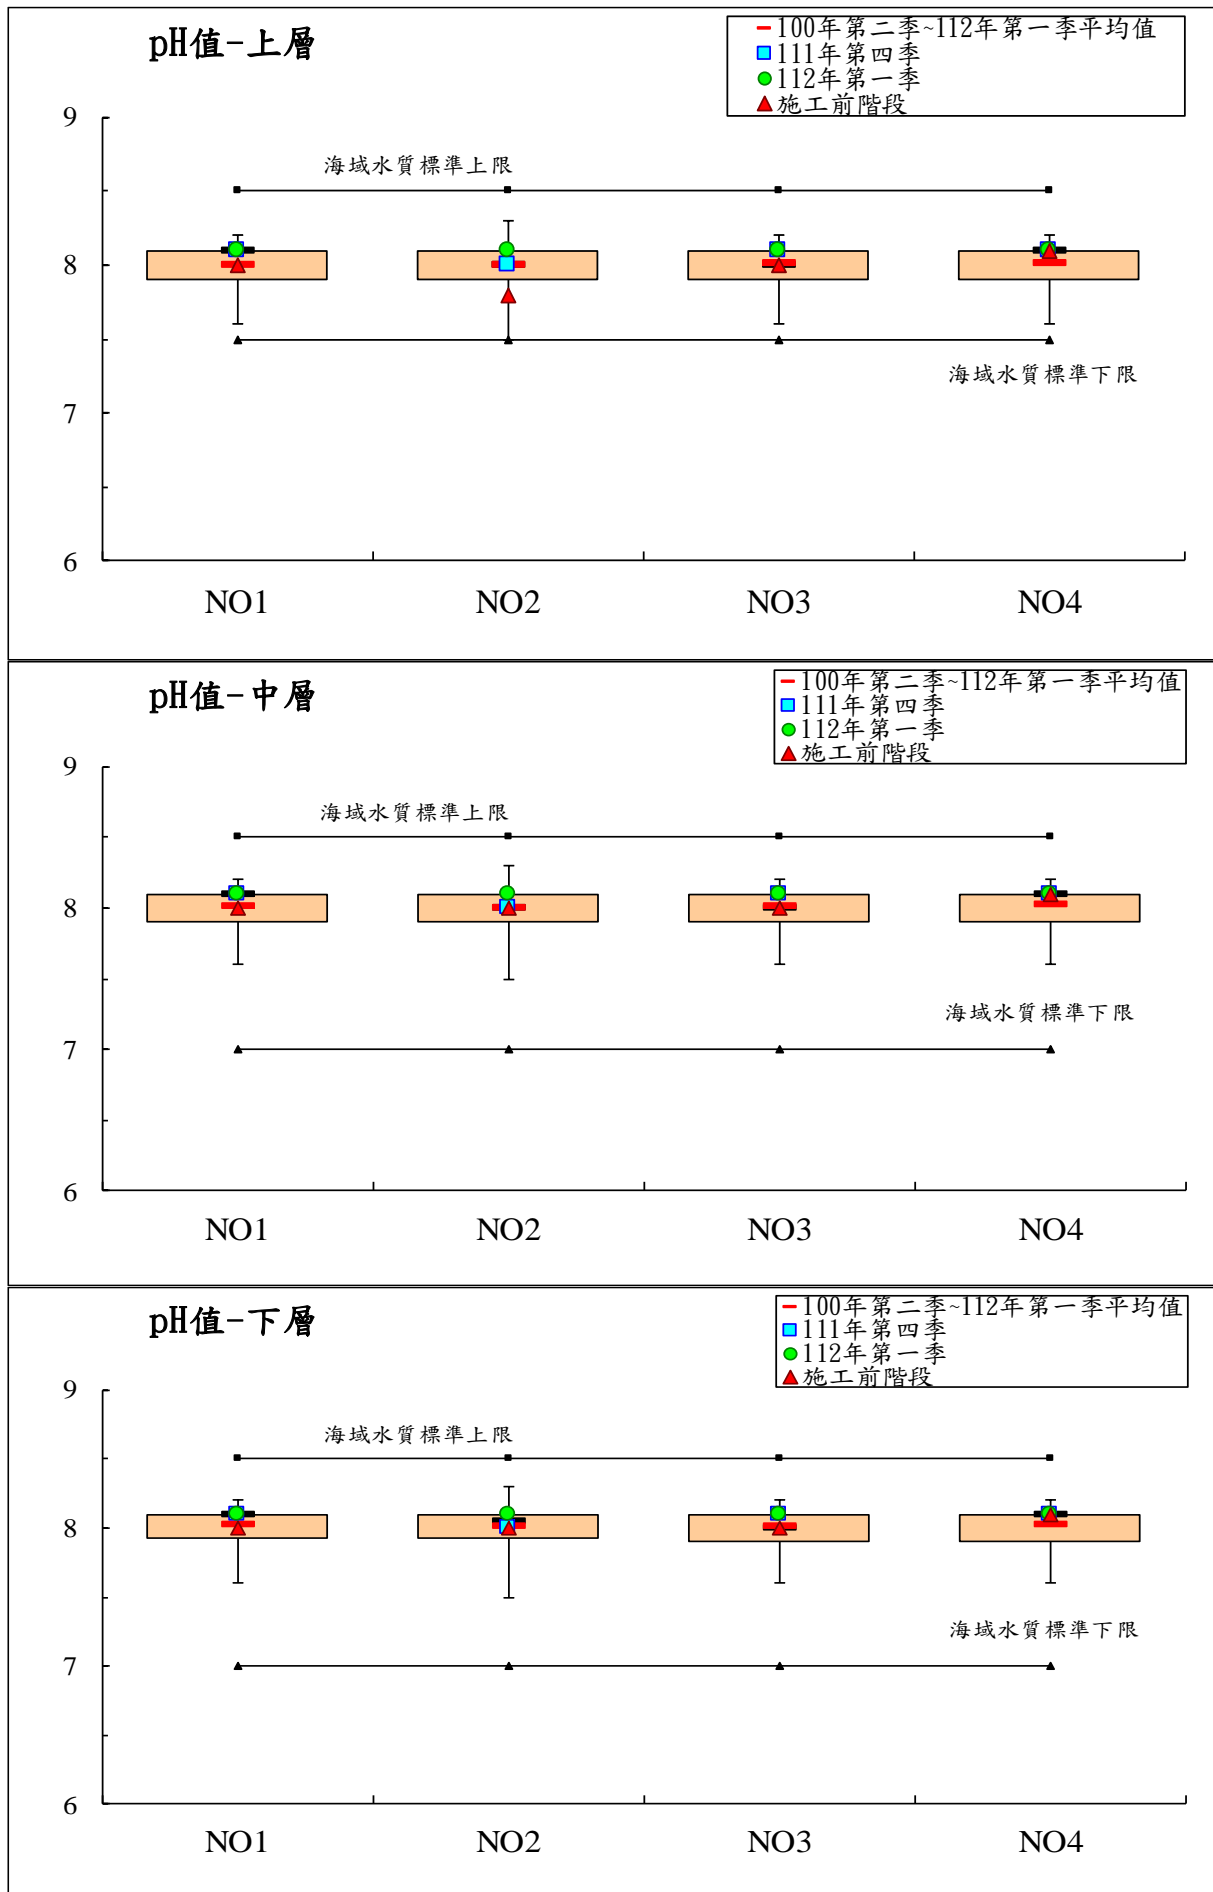 pH值-上層
100年第二季~112年第一季平均值
111年第四季
112年第一季
施工前階段
9
海域水質標準上限
8
海域水質標準下限
7
6
NO1 NO2 NO3 NO4
pH值-中層
100年第二季~112年第一季平均值
111年第四季
112年第一季
施工前階段
9
海域水質標準上限
8
海域水質標準下限
7
6
NO1 NO2 NO3 NO4
pH值-下層
100年第二季~112年第一季平均值
111年第四季
112年第一季
施工前階段
9
海域水質標準上限
8
海域水質標準下限
7
6
NO1 NO2 NO3 NO4